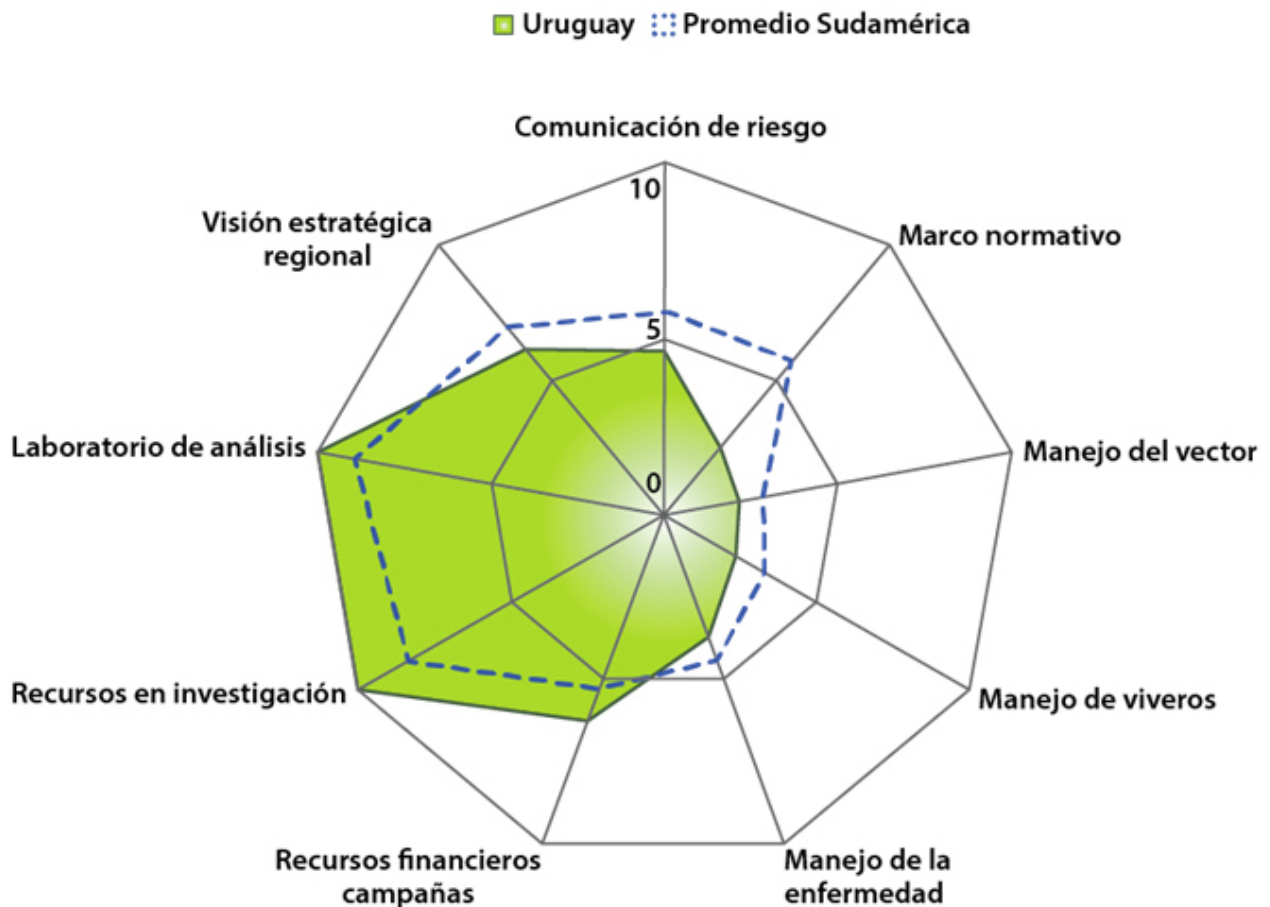 Uruguay Promedio Sudamérica
Comunicación de riesgo
10
Visión estratégica
regional
Marco normativo
5
Laboratorio de análisis
Manejo del vector
0
Recursos en investigación
Manejo de viveros
Recursos financieros
campañas
Manejo de la
enfermedad